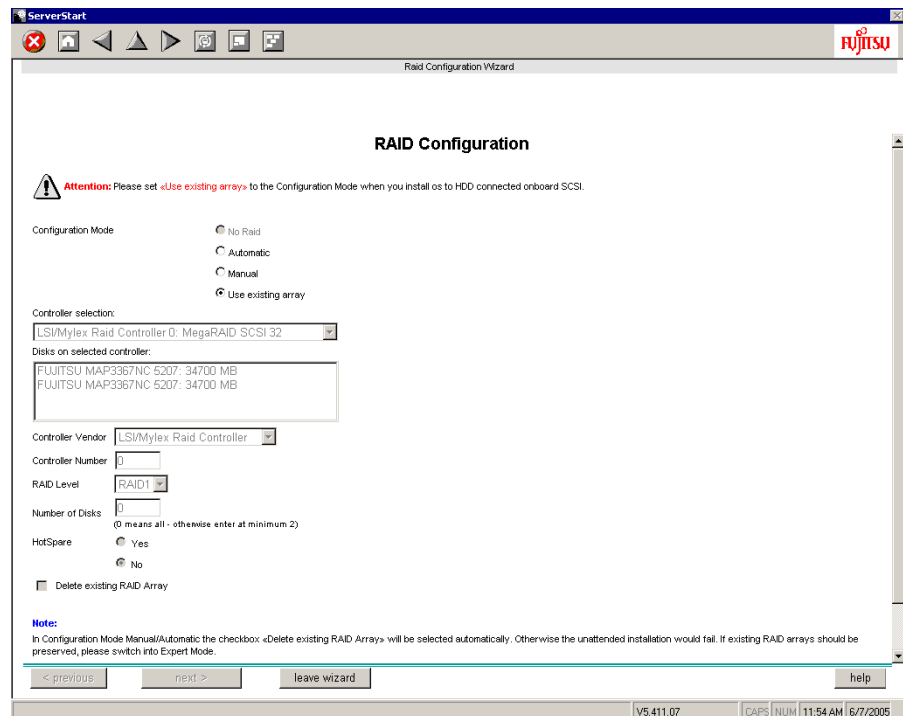 ServerStart
FUJITSU
Raid Configuration Wizard
RAID Configuration
Attention: Please set «Use existing array» to the Configuration Mode when you install os to HDD connected onboard SCSI.
Configuration Mode
No Raid
Automatic
Manual
Use existing array
Controller selection:
LSI/Mylex Raid Controller 0: MegaRAID SCSI 32
Disks on selected controller:
FUJITSU MAP3367NC 5207: 34700 MB
FUJITSU MAP3367NC 5207: 34700 MB
Controller Vendor LSI/Mylex Raid Controller
Controller Number 0
RAID Level RAID1
Number of Disks 0
(0 means all - otherwise enter at minimum 2)
HotSpare Yes
No
Delete existing RAID Array
Note:
In Configuration Mode Manual/Automatic the checkbox «Delete existing RAID Array» will be selected automatically. Otherwise the unattended installation would fail. If existing RAID arrays should be
preserved, please switch into Expert Mode.
< previous next > leave wizard help
V5.411.07 CAPS NUM 11:54 AM 6/7/2005